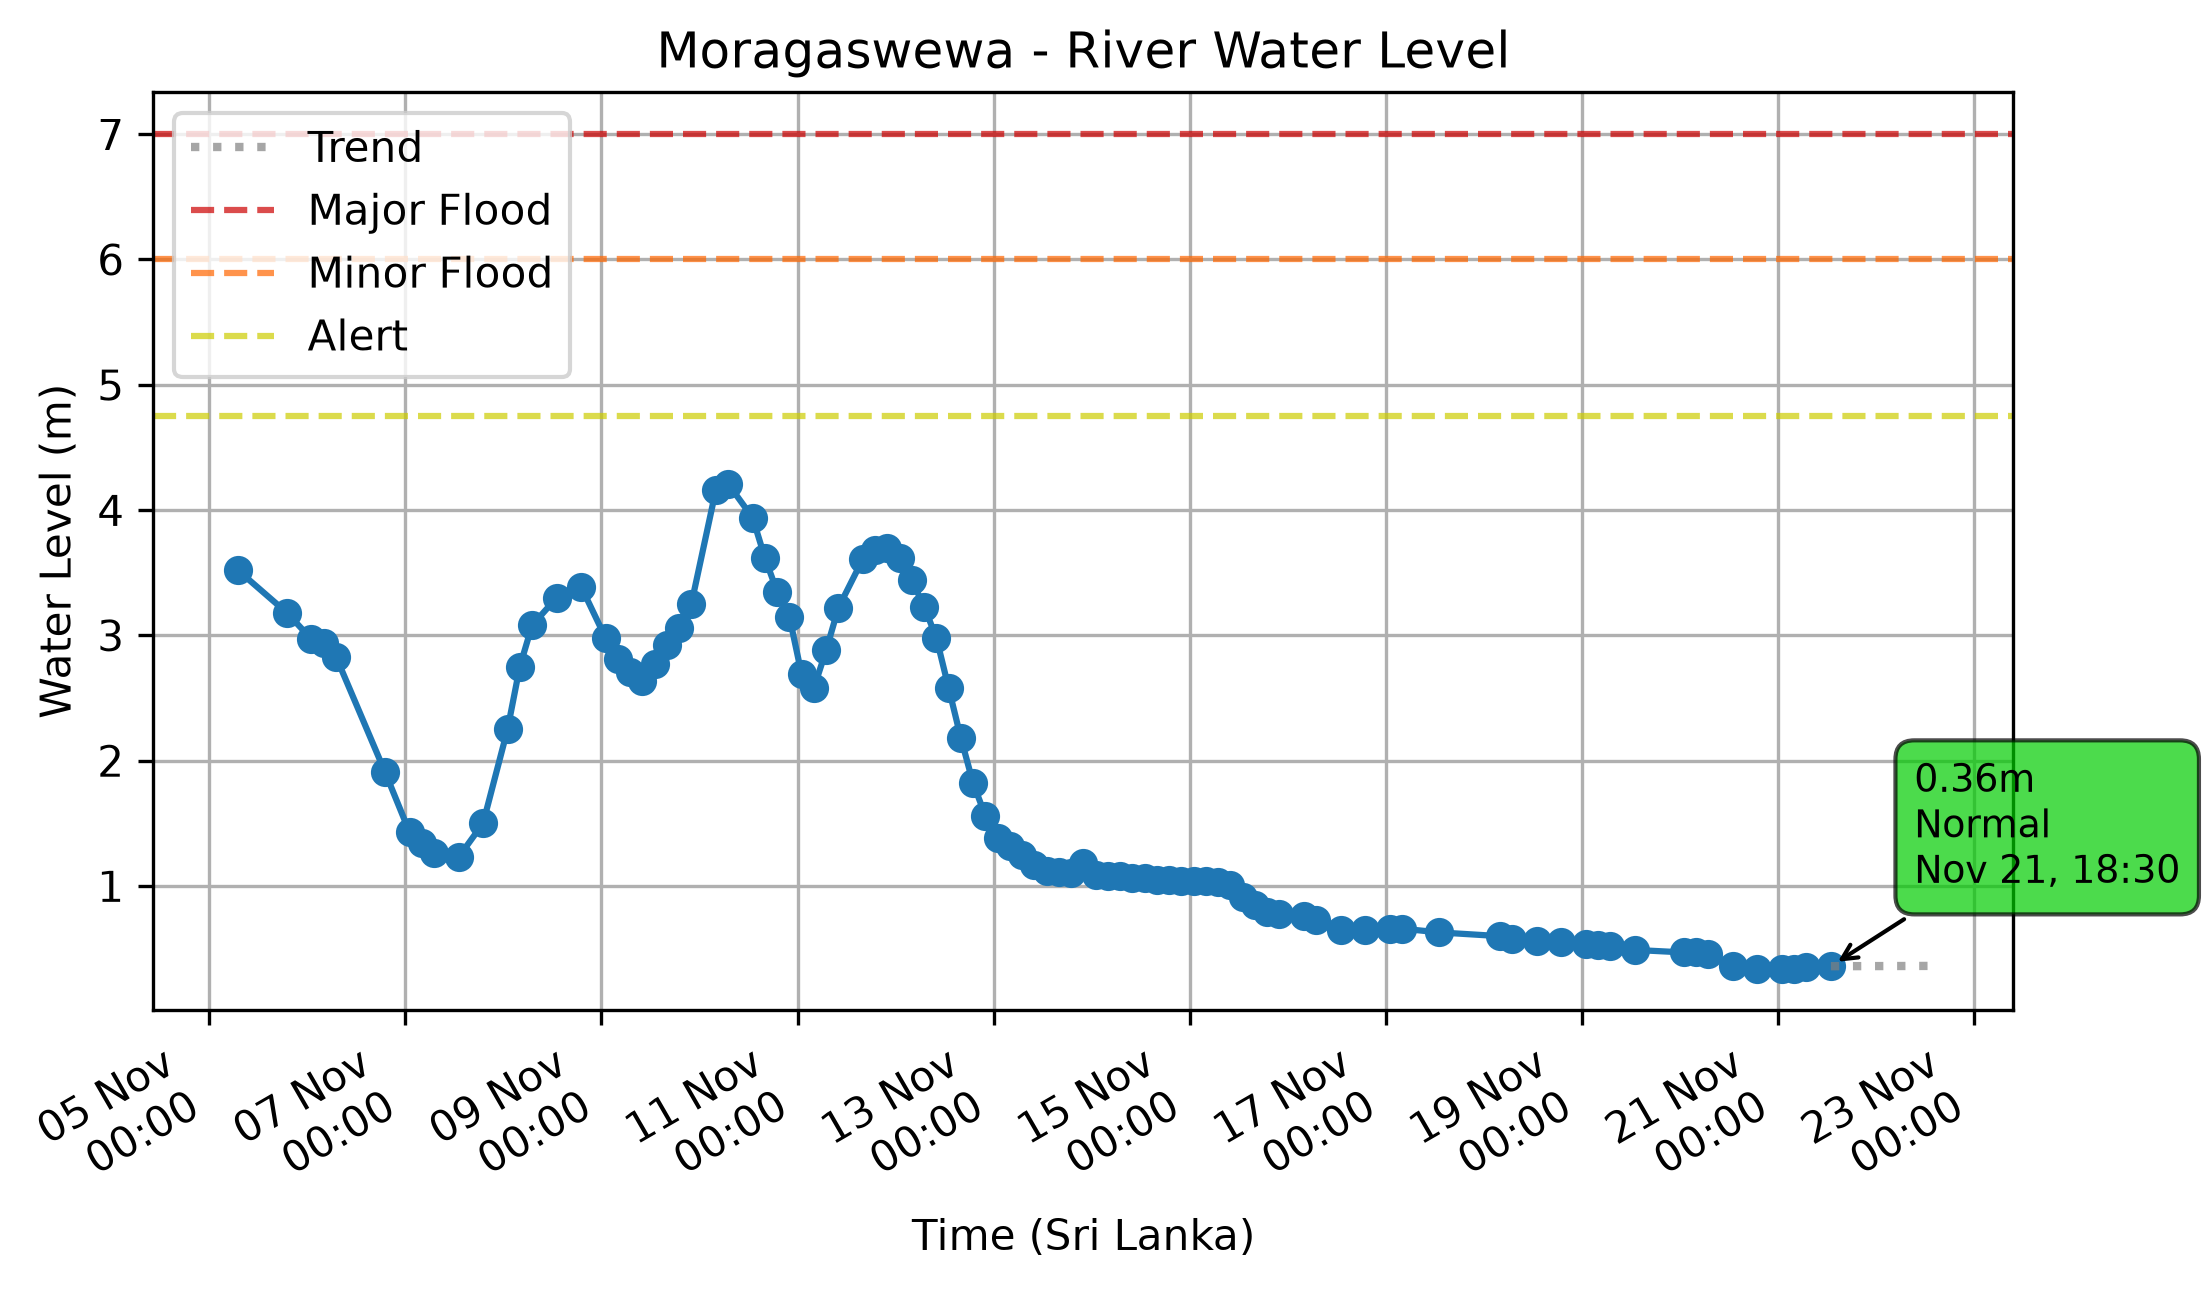 Moragaswewa - River Water Level
Trend
Major Flood
Minor Flood
Alert
Water Level (m)
7
6
5
4
3
2
1
0.36m
Normal
Nov 21, 18:30
05 Nov
00:00
07 Nov
00:00
09 Nov
00:00
11 Nov
00:00
13 Nov
00:00
15 Nov
00:00
17 Nov
00:00
19 Nov
00:00
21 Nov
00:00
23 Nov
00:00
Time (Sri Lanka)